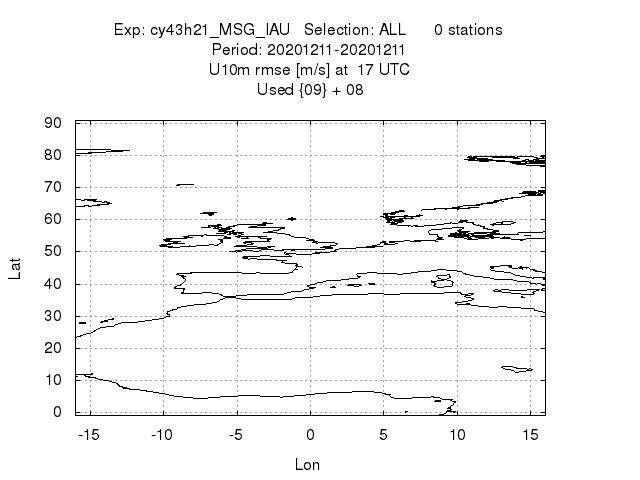 Exp: cy43h21_MSG_IAU   Selection: ALL      0 stations
Period: 20201211-20201211
U10m rmse [m/s] at  17 UTC
Used {09} + 08
90
80
70
60
50
40
30
20
10
0
Lat
-15 -10 -5 0 5 10 15
Lon